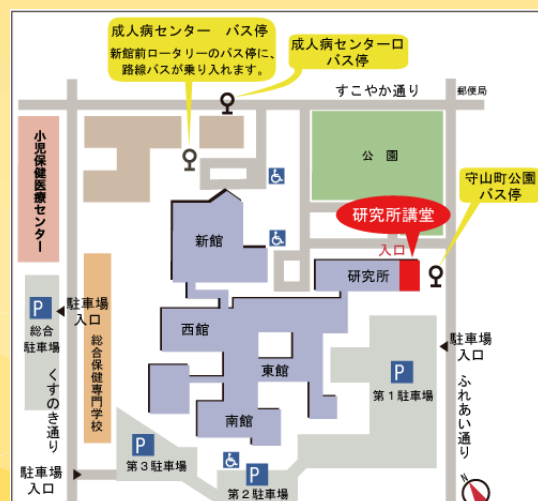 成人病センター バス停
新館前ロータリーのバス停に、
路線バスが乗り入れます。
成人病センター口
バス停
すこやか通り
郵便局
小児保健医療センター
公園
守山町公園
バス停
研究所講堂
入口
新館
研究所
P
総合
駐車場
駐車場
入口
総合保健専門学校
くすのき通り
西館
東館
南館
P
第1駐車場
駐車場
入口
ふれあい通り
P
第3駐車場
P
第2駐車場
駐車場
入口
N